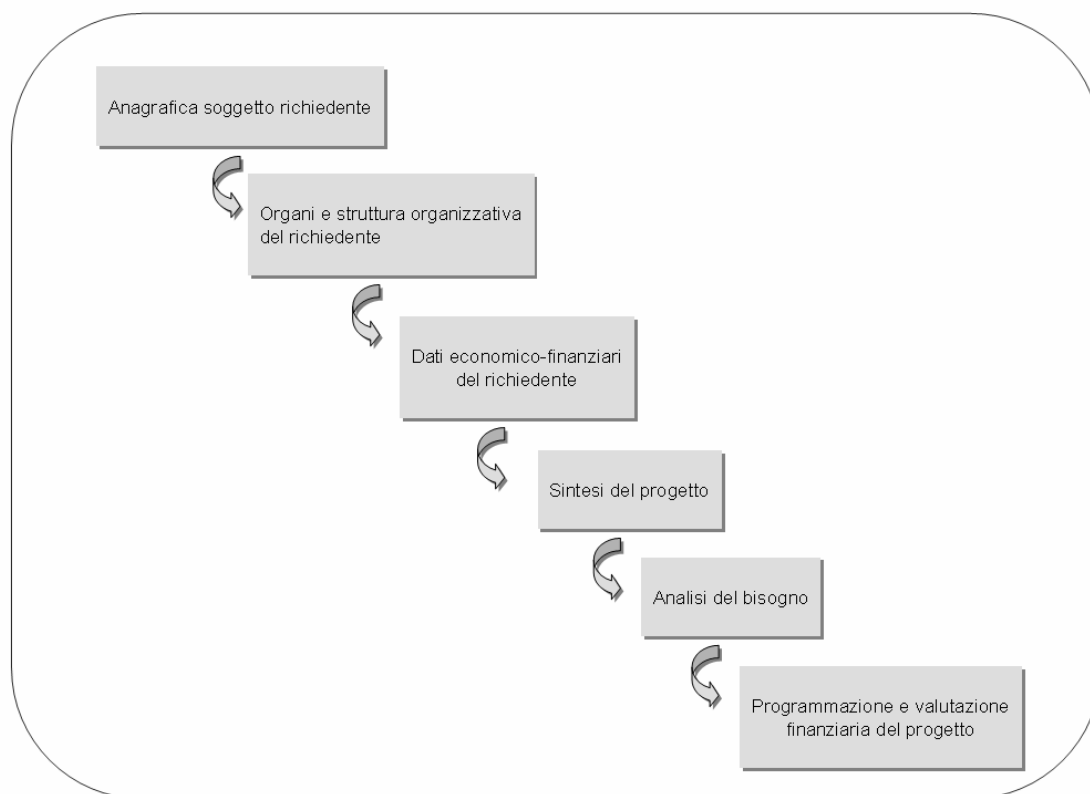 Anagrafica soggetto richiedente
Organi e struttura organizzativa
del richiedente
Dati economico-finanziari
del richiedente
Sintesi del progetto
Analisi del bisogno
Programmazione e valutazione
finanziaria del progetto